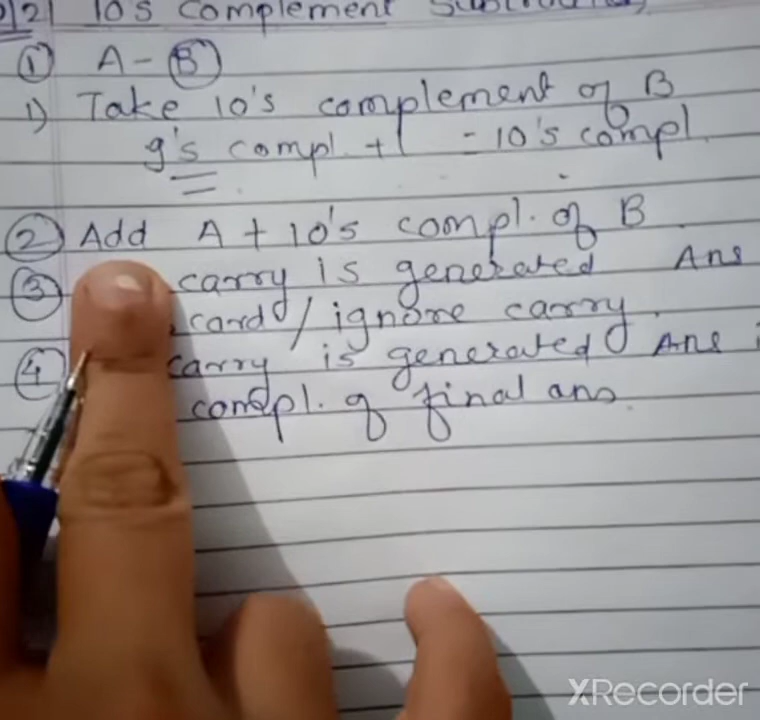 10's complement
① A - Ⓑ
1) Take 10's complement of B
9's compl. + 1 = 10's compl.
② Add A + 10's compl. of B
③ carry is generated Ans
card / ignore carry.
④ carry is generated Ans
compl. of final ans.
XRecorder